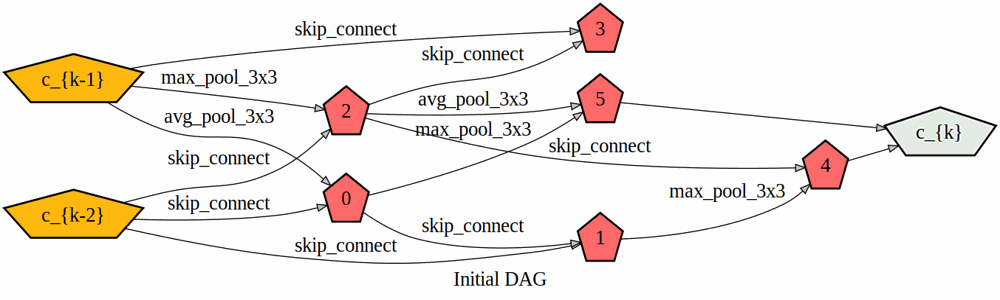 skip_connect
3
c_{k-1}
max_pool_3x3
skip_connect
avg_pool_3x3
2
avg_pool_3x3
5
max_pool_3x3
skip_connect
c_{k}
skip_connect
4
c_{k-2}
skip_connect
0
max_pool_3x3
skip_connect
skip_connect
1
Initial DAG